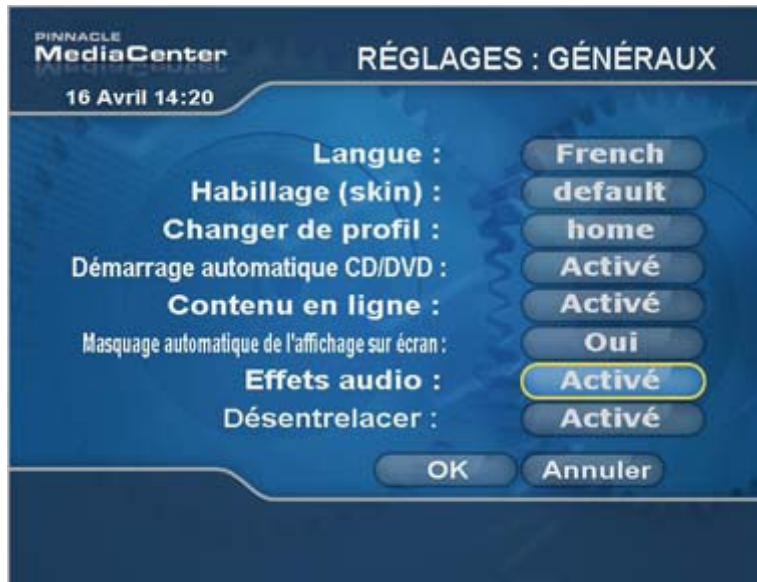 PINNACLE
MediaCenter
RÉGLAGES : GÉNÉRAUX
16 Avril 14:20
Langue : French
Habillage (skin) : default
Changer de profil : home
Démarrage automatique CD/DVD : Activé
Contenu en ligne : Activé
Masquage automatique de l'affichage sur écran : Oui
Effets audio : Activé
Désentrelacer : Activé
OK Annuler